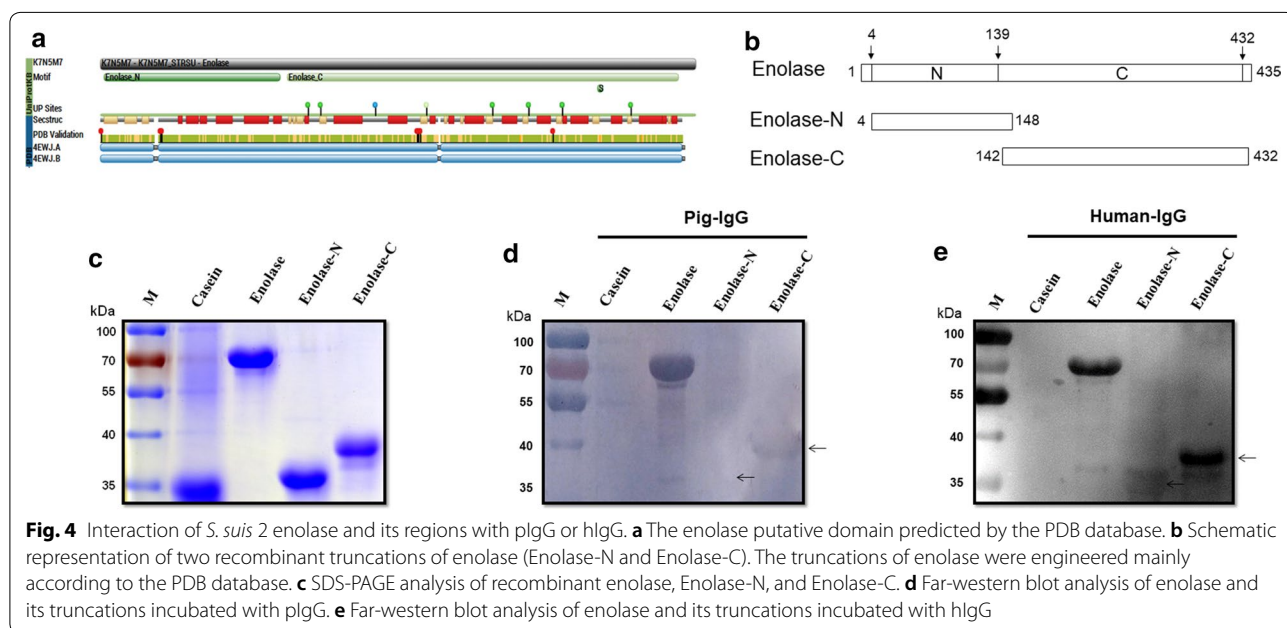 a
K7N5M7
K7N5M7 - K7N5M7_STRSU - Enolase
Motif
Enolase_N
Enolase_C
S
UniProtKB
UP Sites
Secstruc
PDB Validation
4EWJ.A
4EWJ.B
PDB
b
4
139
432
Enolase
1
N
C
435
Enolase-N
4
148
Enolase-C
142
432
c
M
Casein
Enolase
Enolase-N
Enolase-C
kDa
100
70
55
40
35
d
Pig-IgG
M
Casein
Enolase
Enolase-N
Enolase-C
kDa
100
70
55
40
35
e
Human-IgG
M
Casein
Enolase
Enolase-N
Enolase-C
kDa
100
70
55
40
35
Fig. 4 Interaction of S. suis 2 enolase and its regions with pIgG or hIgG. a The enolase putative domain predicted by the PDB database. b Schematic
representation of two recombinant truncations of enolase (Enolase-N and Enolase-C). The truncations of enolase were engineered mainly
according to the PDB database. c SDS-PAGE analysis of recombinant enolase, Enolase-N, and Enolase-C. d Far-western blot analysis of enolase and
its truncations incubated with pIgG. e Far-western blot analysis of enolase and its truncations incubated with hIgG